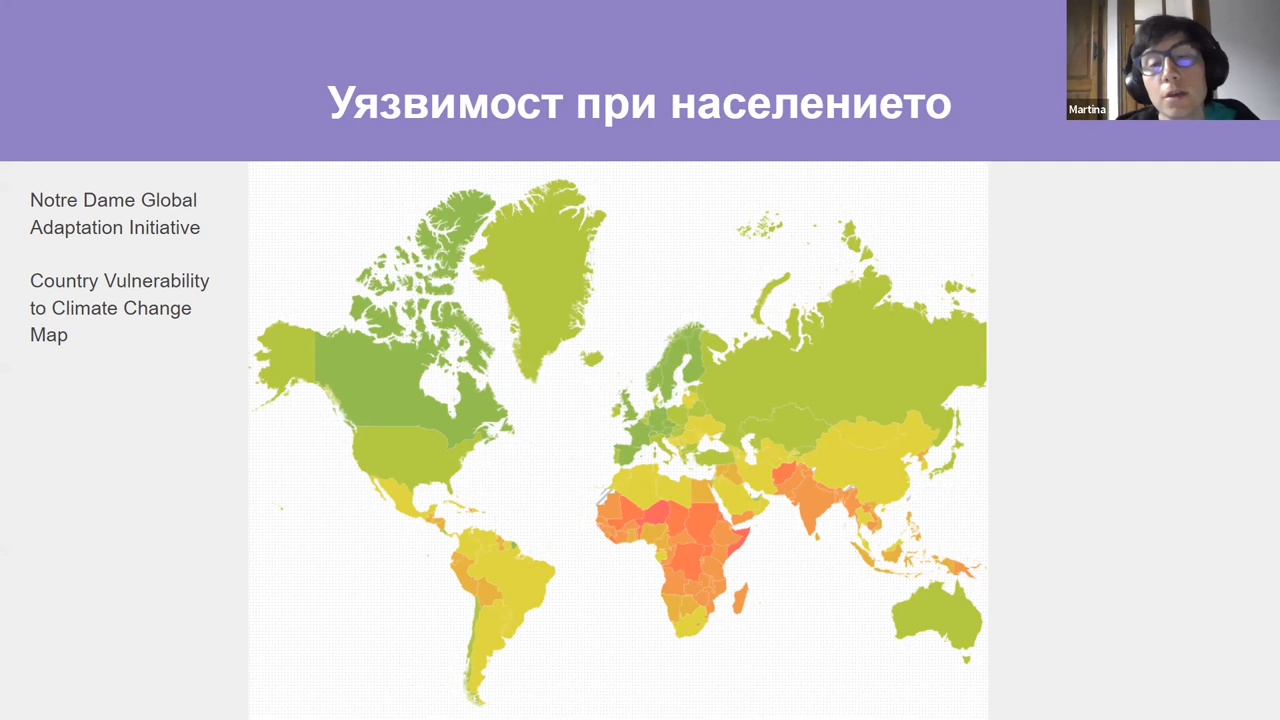 Уязвимост при населението
Martina
Notre Dame Global
Adaptation Initiative
Country Vulnerability
to Climate Change
Map